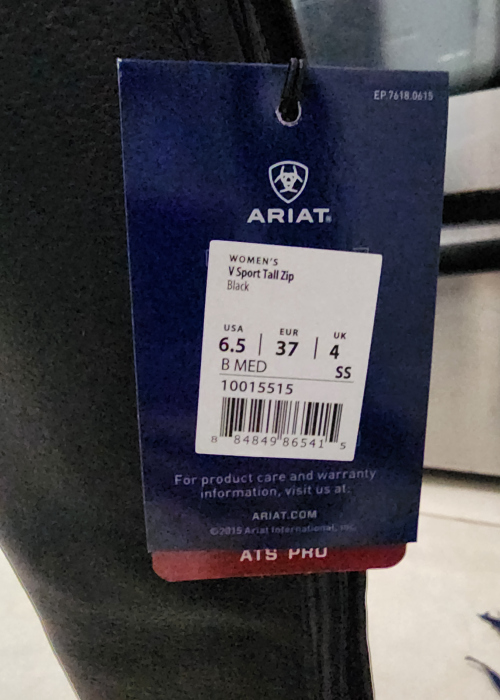 EP.7618.0615
ARIAT®
WOMEN'S
V Sport Tall Zip
Black
USA EUR UK
6.5 | 37 | 4
B MED SS
10015515
8 84849 86541 5
For product care and warranty
information, visit us at:
ARIAT.COM
©2015 Ariat International, Inc.
ATS PRO